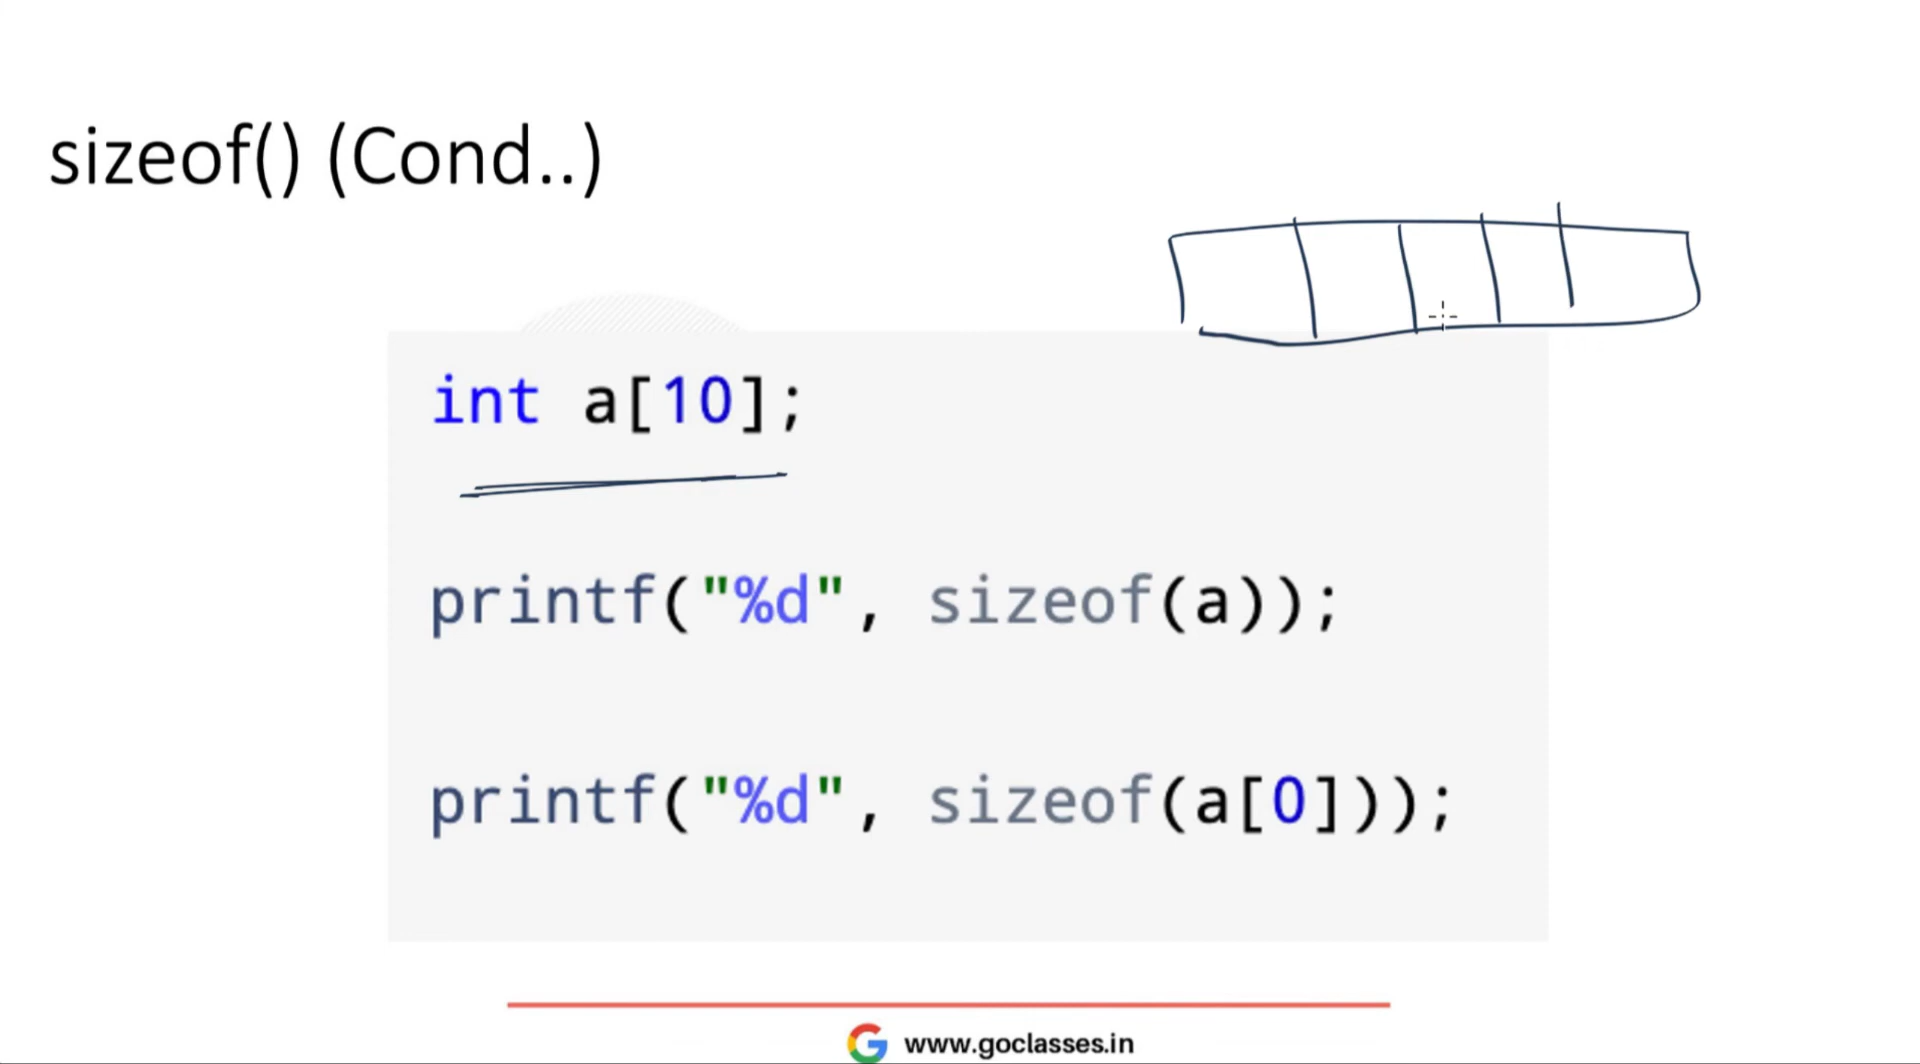 sizeof() (Cond..)
int a[10];
printf("%d", sizeof(a));
printf("%d", sizeof(a[0]));
www.goclasses.in